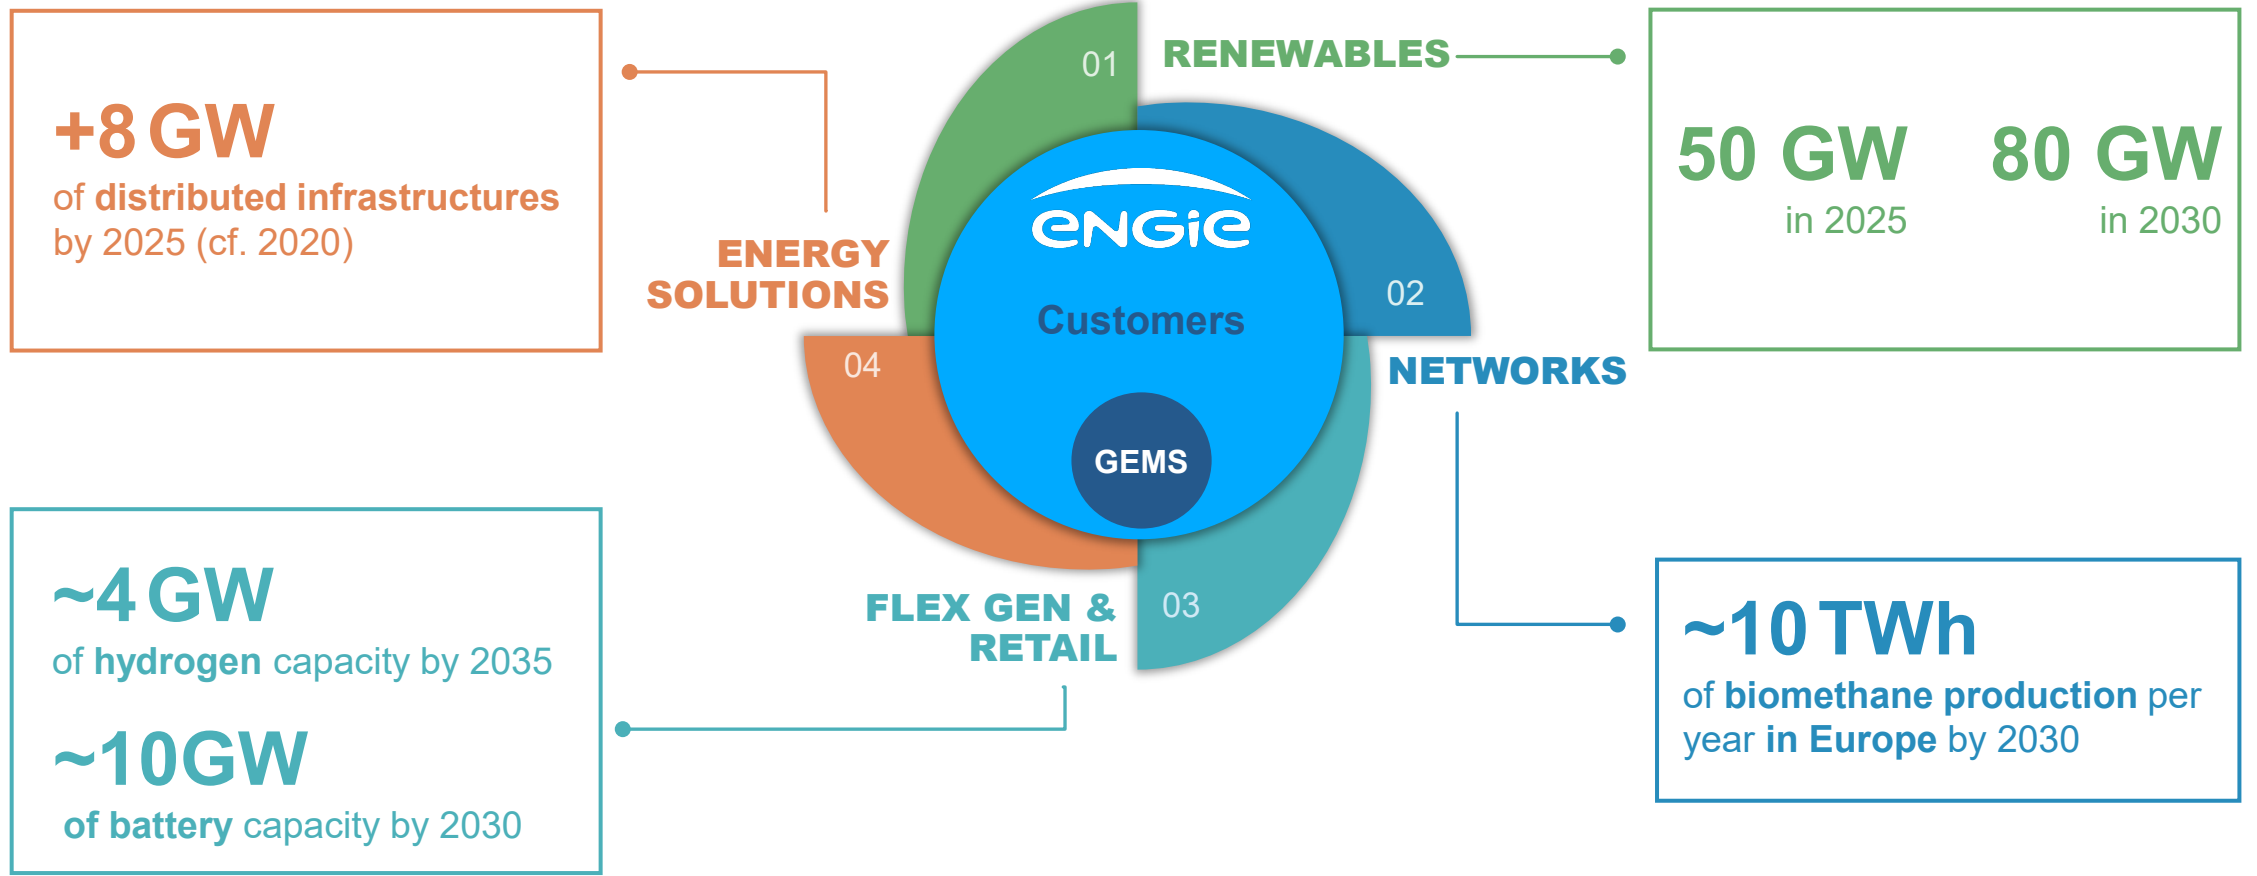 +8 GW
of distributed infrastructures
by 2025 (cf. 2020)
ENERGY
SOLUTIONS
01
RENEWABLES
50 GW
in 2025
80 GW
in 2030
ENGIE
Customers
GEMS
02
NETWORKS
04
~4 GW
of hydrogen capacity by 2035
~10GW
of battery capacity by 2030
FLEX GEN &
RETAIL
03
~10 TWh
of biomethane production per
year in Europe by 2030